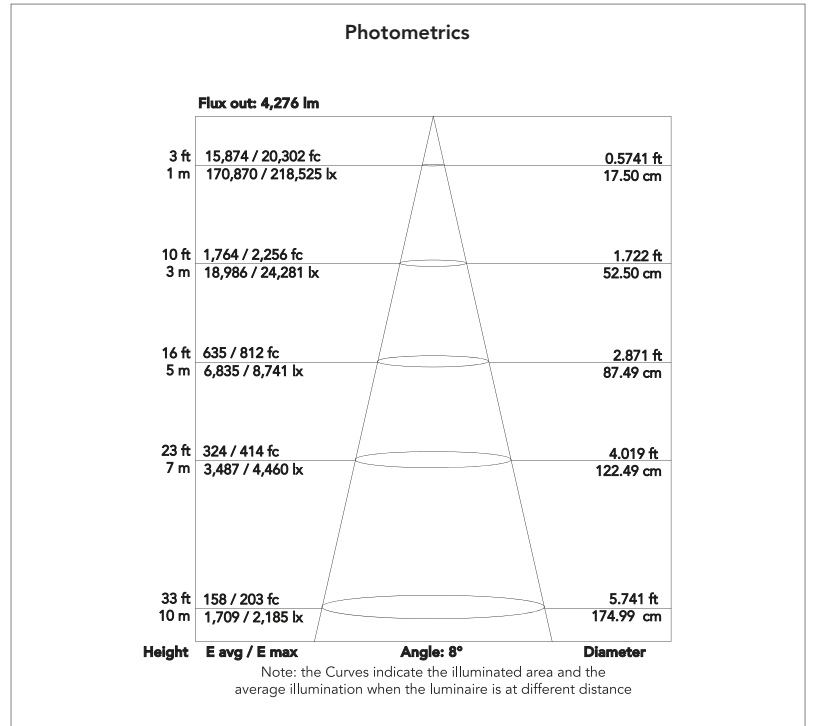 Photometrics
Flux out: 4,276 lm
3 ft 15,874 / 20,302 fc 0.5741 ft
1 m 170,870 / 218,525 lx 17.50 cm
10 ft 1,764 / 2,256 fc 1.722 ft
3 m 18,986 / 24,281 lx 52.50 cm
16 ft 635 / 812 fc 2.871 ft
5 m 6,835 / 8,741 lx 87.49 cm
23 ft 324 / 414 fc 4.019 ft
7 m 3,487 / 4,460 lx 122.49 cm
33 ft 158 / 203 fc 5.741 ft
10 m 1,709 / 2,185 lx 174.99 cm
Height E avg / E max Angle: 8º Diameter
Note: the Curves indicate the illuminated area and the
average illumination when the luminaire is at different distance